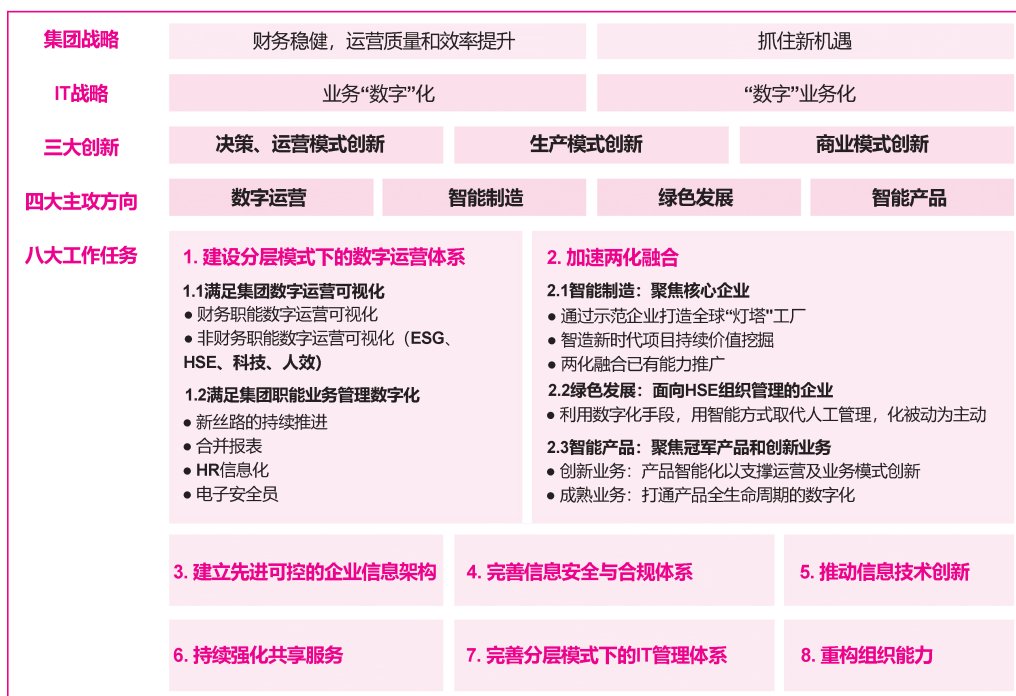 集团战略
财务稳健，运营质量和效率提升
抓住新机遇
IT战略
业务“数字”化
“数字”业务化
三大创新
决策、运营模式创新
生产模式创新
商业模式创新
四大主攻方向
数字运营
智能制造
绿色发展
智能产品
八大工作任务
1. 建设分层模式下的数字运营体系
1.1满足集团数字运营可视化
● 财务职能数字运营可视化
● 非财务职能数字运营可视化（ESG、
HSE、科技、人效）
1.2满足集团职能业务管理数字化
● 新丝路的持续推进
● 合并报表
● HR信息化
● 电子安全员
2. 加速两化融合
2.1智能制造：聚焦核心企业
● 通过示范企业打造全球“灯塔”工厂
● 智造新时代项目持续价值挖掘
● 两化融合已有能力推广
2.2绿色发展：面向HSE组织管理的企业
● 利用数字化手段，用智能方式取代人工管理，化被动为主动
2.3智能产品：聚焦冠军产品和创新业务
● 创新业务：产品智能化以支撑运营及业务模式创新
● 成熟业务：打通产品全生命周期的数字化
3. 建立先进可控的企业信息架构
4. 完善信息安全与合规体系
5. 推动信息技术创新
6. 持续强化共享服务
7. 完善分层模式下的IT管理体系
8. 重构组织能力